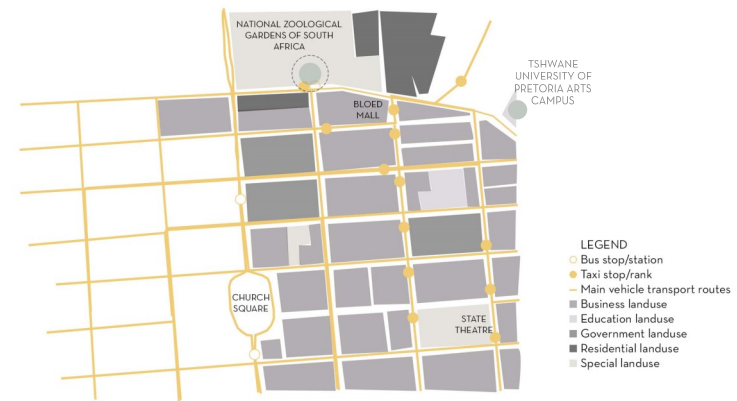 NATIONAL ZOOLOGICAL
GARDENS OF SOUTH
AFRICA
TSHWANE
UNIVERSITY OF
PRETORIA ARTS
CAMPUS
BLOED
MALL
CHURCH
SQUARE
STATE
THEATRE
LEGEND
Bus stop/station
Taxi stop/rank
Main vehicle transport routes
Business landuse
Education landuse
Government landuse
Residential landuse
Special landuse